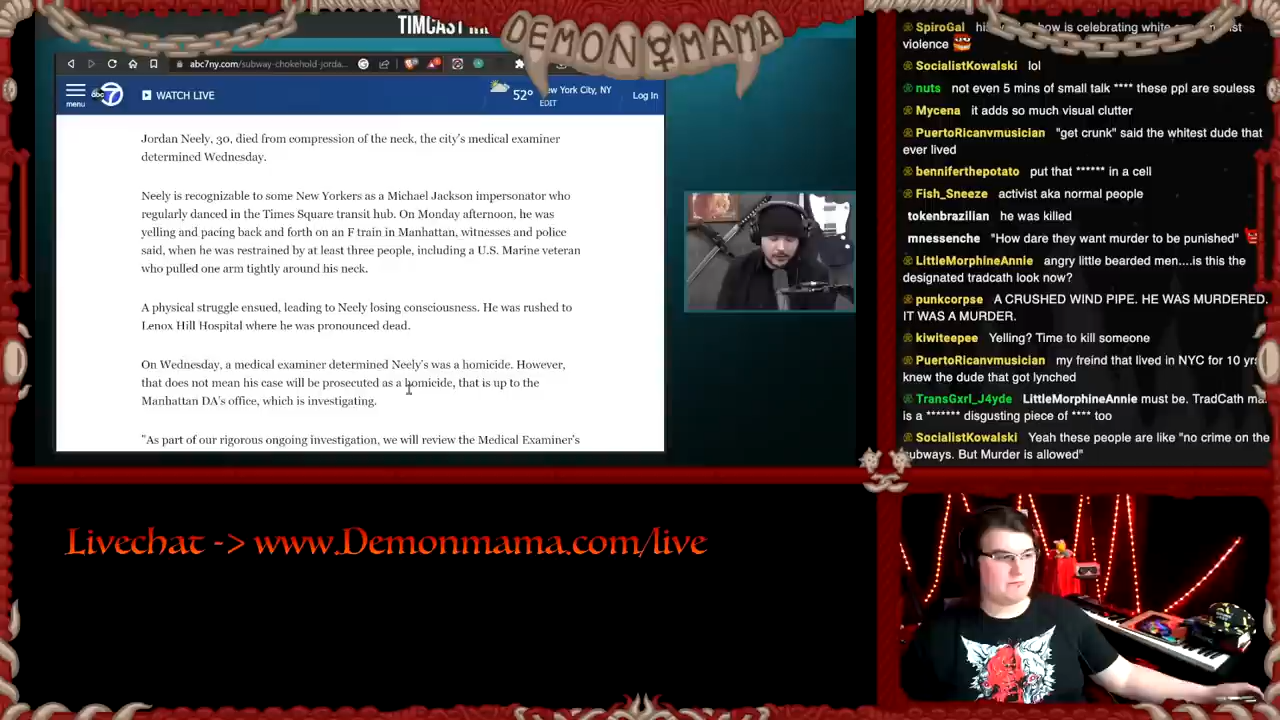 TIMCAST
DEMON MAMA
abc7ny.com/subway-chokehold-jorda...
menu
abc 7
WATCH LIVE
52°
ew York City, NY
EDIT
Log In
Jordan Neely, 30, died from compression of the neck, the city's medical examiner
determined Wednesday.
Neely is recognizable to some New Yorkers as a Michael Jackson impersonator who
regularly danced in the Times Square transit hub. On Monday afternoon, he was
yelling and pacing back and forth on an F train in Manhattan, witnesses and police
said, when he was restrained by at least three people, including a U.S. Marine veteran
who pulled one arm tightly around his neck.
A physical struggle ensued, leading to Neely losing consciousness. He was rushed to
Lenox Hill Hospital where he was pronounced dead.
On Wednesday, a medical examiner determined Neely's was a homicide. However,
that does not mean his case will be prosecuted as a homicide, that is up to the
Manhattan DA's office, which is investigating.
"As part of our rigorous ongoing investigation, we will review the Medical Examiner's
SpiroGal how is celebrating white
violence
SocialistKowalski lol
nuts not even 5 mins of small talk **** these ppl are souless
Mycena it adds so much visual clutter
PuertoRicanvmusician "get crunk" said the whitest dude that
ever lived
benniferthepotato put that ****** in a cell
Fish_Sneeze activist aka normal people
tokenbrazilian he was killed
mnessenche "How dare they want murder to be punished"
LittleMorphineAnnie angry little bearded men....is this the
designated tradcath look now?
punkcorpse A CRUSHED WIND PIPE. HE WAS MURDERED.
IT WAS A MURDER.
kiwiteepee Yelling? Time to kill someone
PuertoRicanvmusician my freind that lived in NYC for 10 yrs
knew the dude that got lynched
TransGxrl_J4yde LittleMorphineAnnie must be. TradCath ma
is a ******* disgusting piece of **** too
SocialistKowalski Yeah these people are like "no crime on the
subways. But Murder is allowed"
Livechat -> www.Demonmama.com/live